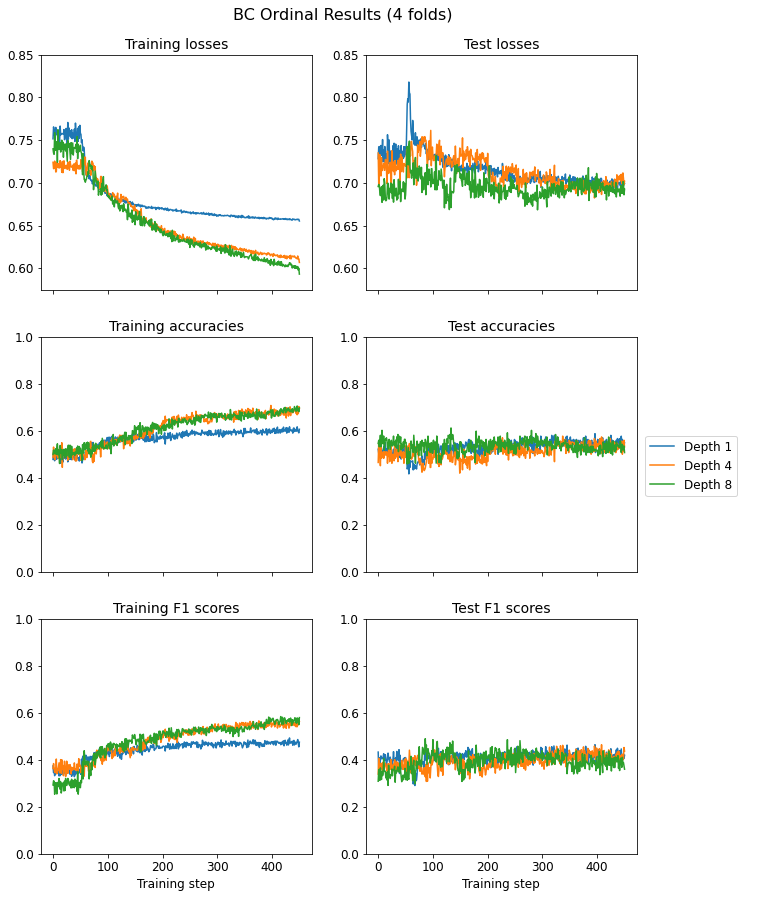 BC Ordinal Results (4 folds)
Training losses
Test losses
0.85
0.80
0.75
0.70
0.65
0.60
0.85
0.80
0.75
0.70
0.65
0.60
Training accuracies
Test accuracies
1.0
0.8
0.6
0.4
0.2
0.0
1.0
0.8
0.6
0.4
0.2
0.0
Depth 1
Depth 4
Depth 8
Training F1 scores
Test F1 scores
1.0
0.8
0.6
0.4
0.2
0.0
1.0
0.8
0.6
0.4
0.2
0.0
0 100 200 300 400
0 100 200 300 400
Training step
Training step